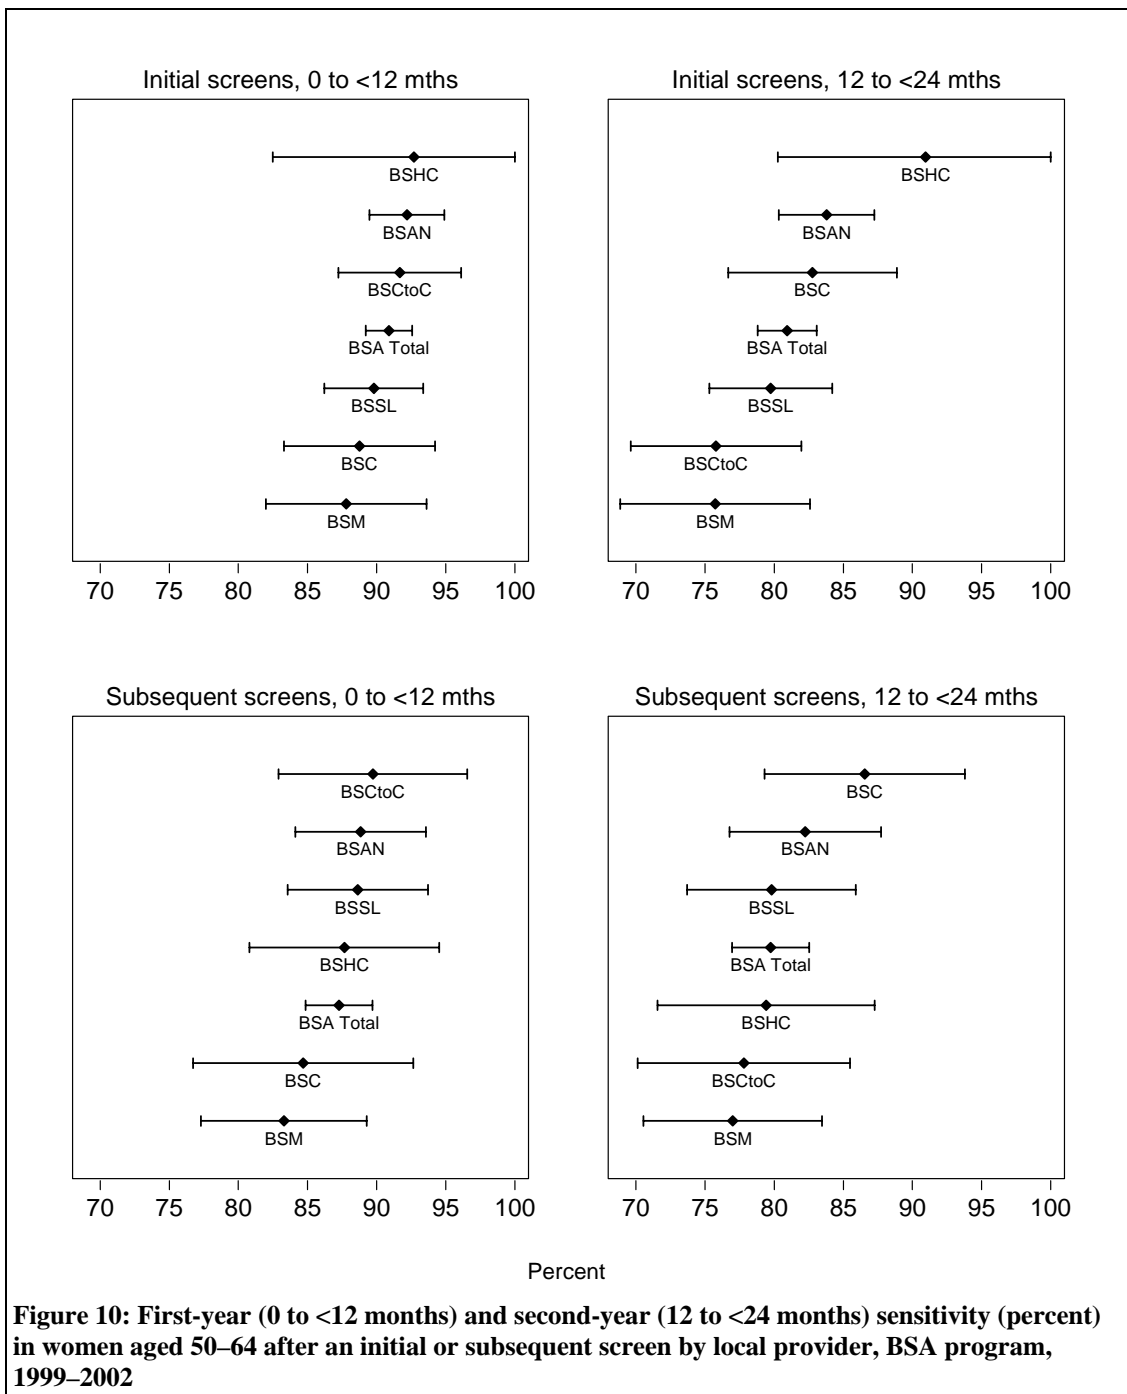 Initial screens, 0 to <12 mths
BSHC
BSAN
BSCtoC
BSA Total
BSSL
BSC
BSM
70 75 80 85 90 95 100
Initial screens, 12 to <24 mths
BSHC
BSAN
BSC
BSA Total
BSSL
BSCtoC
BSM
70 75 80 85 90 95 100
Subsequent screens, 0 to <12 mths
BSCtoC
BSAN
BSSL
BSHC
BSA Total
BSC
BSM
70 75 80 85 90 95 100
Subsequent screens, 12 to <24 mths
BSC
BSAN
BSSL
BSA Total
BSHC
BSCtoC
BSM
70 75 80 85 90 95 100
Percent
Figure 10: First-year (0 to <12 months) and second-year (12 to <24 months) sensitivity (percent)
in women aged 50–64 after an initial or subsequent screen by local provider, BSA program,
1999–2002